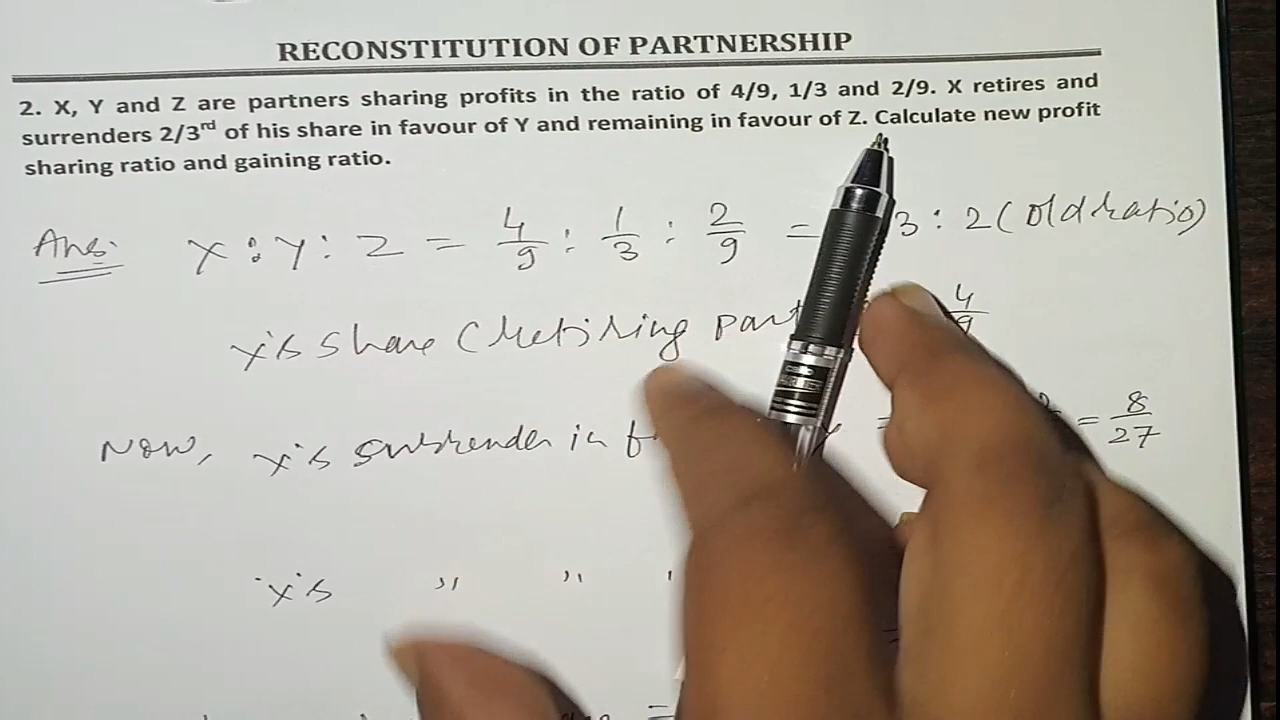 RECONSTITUTION OF PARTNERSHIP
2. X, Y and Z are partners sharing profits in the ratio of 4/9, 1/3 and 2/9. X retires and
surrenders 2/3rd of his share in favour of Y and remaining in favour of Z. Calculate new profit
sharing ratio and gaining ratio.
Ans: X : Y : Z = 4/9 : 1/3 : 2/9 = 3 : 2 (Old ratio)
X's share (Retiring 4/9
Now, X's surrender in = 8/27
X's " "
=